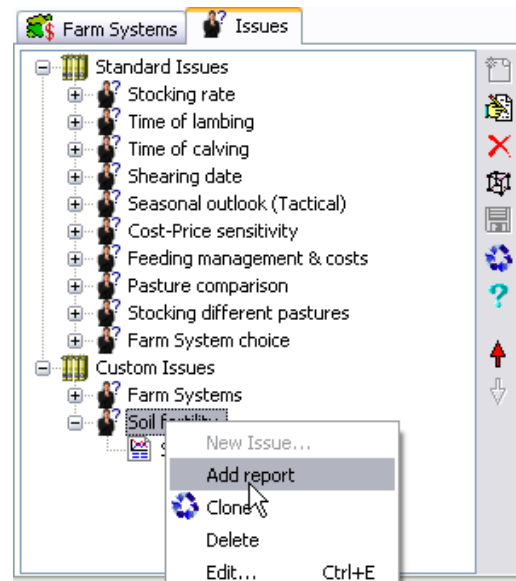 Farm Systems Issues
Standard Issues
Stocking rate
Time of lambing
Time of calving
Shearing date
Seasonal outlook (Tactical)
Cost-Price sensitivity
Feeding management & costs
Pasture comparison
Stocking different pastures
Farm System choice
Custom Issues
Farm Systems
Soil fertility
New Issue...
Add report
Clone
Delete
Edit... Ctrl+E